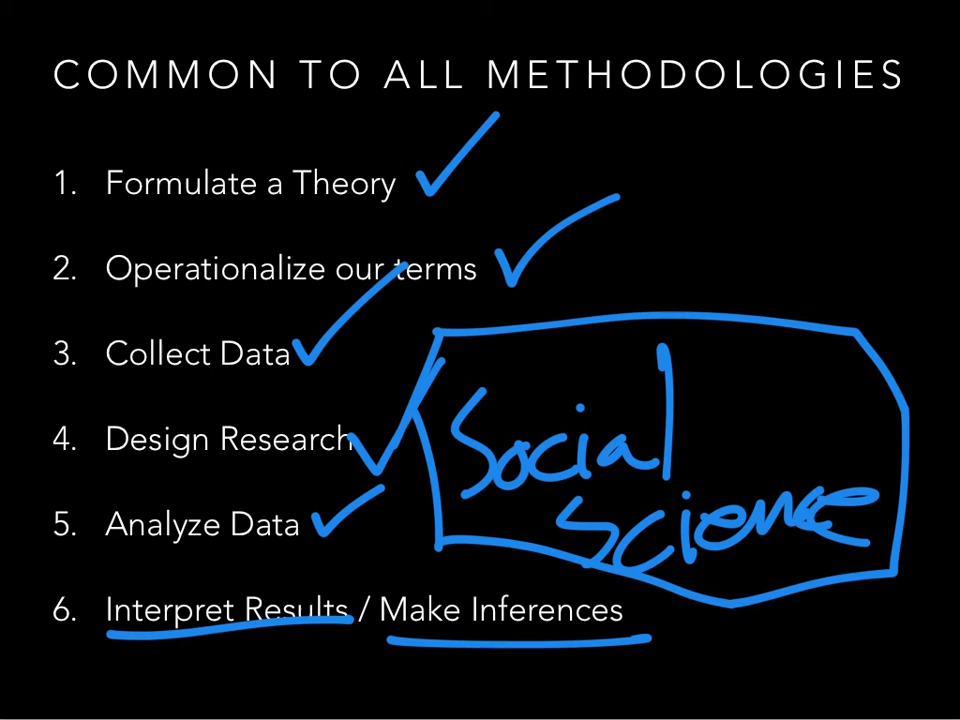 COMMON TO ALL METHODOLOGIES
1. Formulate a Theory
2. Operationalize our terms
3. Collect Data
4. Design Research
5. Analyze Data
6. Interpret Results / Make Inferences
Social
Science